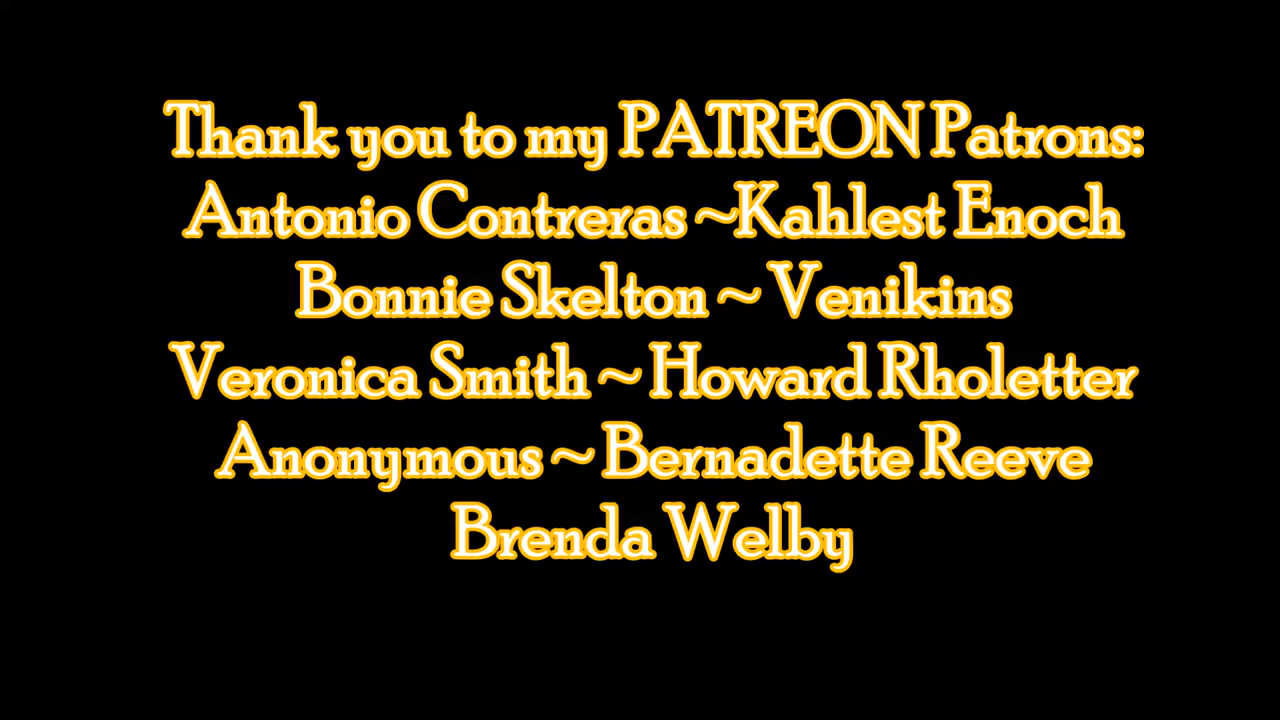 Thank you to my PATREON Patrons:
Antonio Contreras ~Kahlest Enoch
Bonnie Skelton ~ Venikins
Veronica Smith ~ Howard Rholetter
Anonymous ~ Bernadette Reeve
Brenda Welby